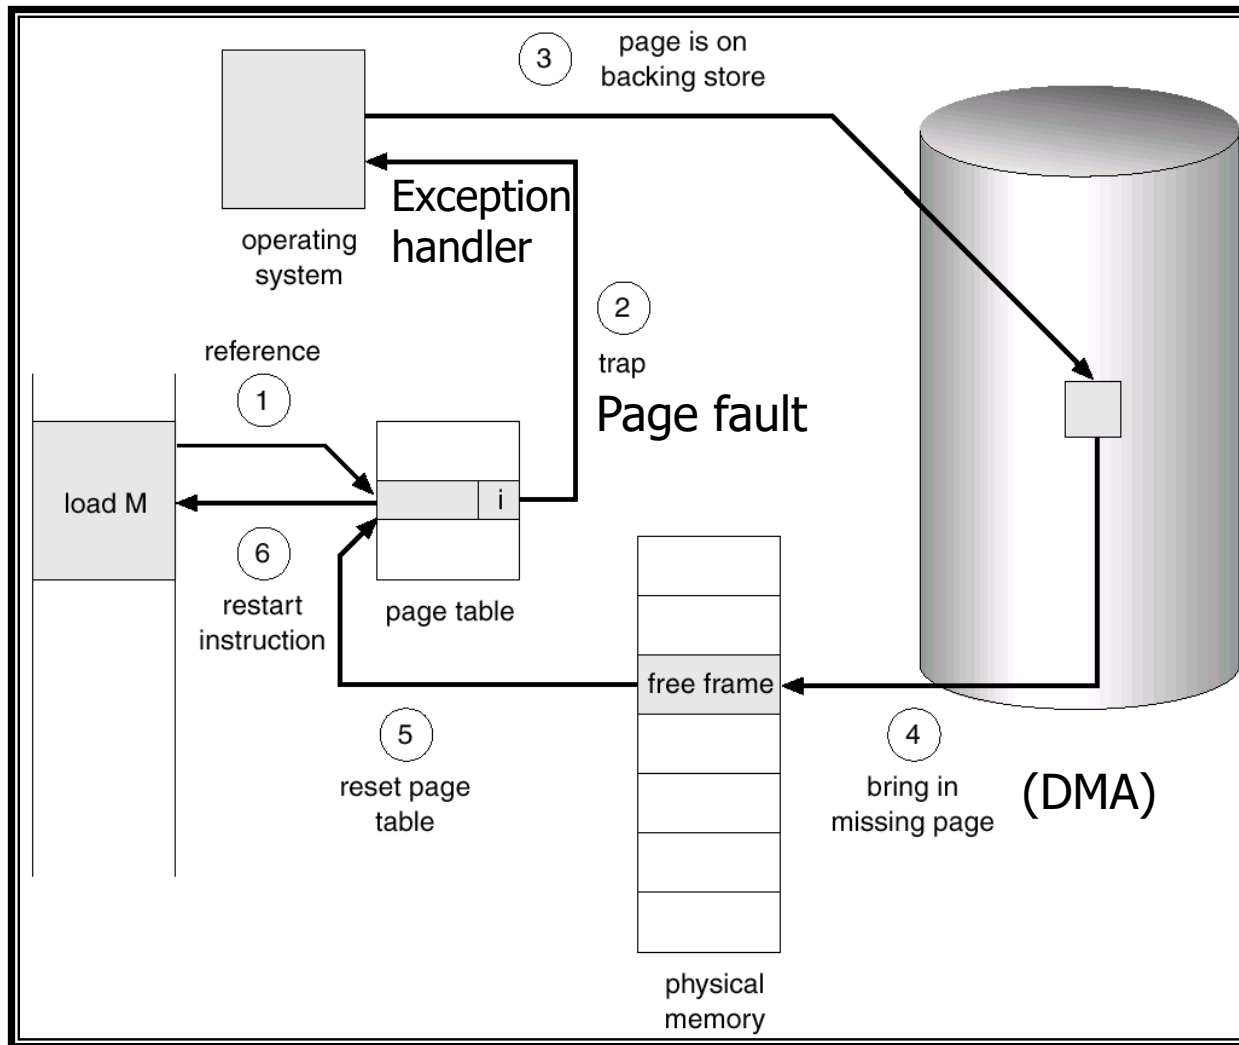 3
page is on
backing store
Exception
handler
operating
system
2
trap
Page fault
reference
1
load M
i
6
restart
instruction
page table
free frame
5
reset page
table
4
bring in
missing page
(DMA)
physical
memory